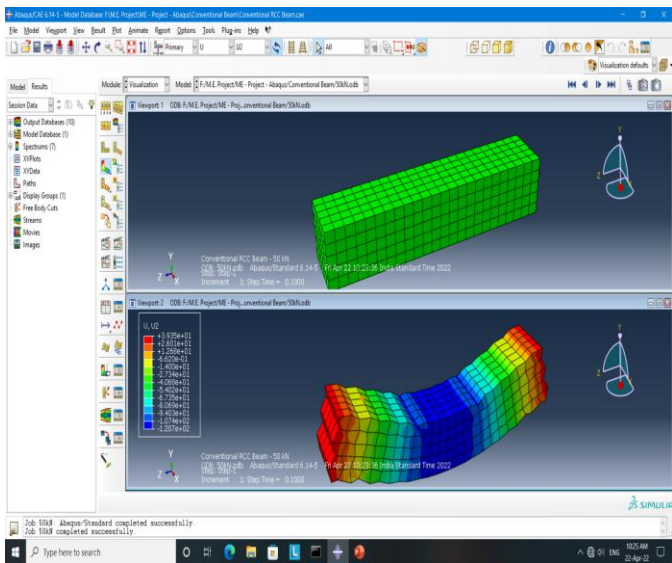 Abaqus/CAE 6.14-5 - Model Database: F:\M.E. Project\ME - Project - Abaqus\Conventional Beam\Conventional RCC Beam.cae
File Model Viewport View Result Plot Animate Report Options Tools Plug-ins Help
Primary U U2 All
Visualization defaults
Model Results
Module: Visualization Model: F:/M.E. Project/ME - Project - Abaqus/Conventional Beam/50kN.odb
Session Data
Output Databases (10)
Model Database (1)
Spectrums (7)
XYPlots
XYData
Paths
Display Groups (1)
Free Body Cuts
Streams
Movies
Images
Viewport: 1 ODB: F:/M.E. Project/ME - Proj...onventional Beam/50kN.odb
Y
Z
X
Y
Z X
Conventional RCC Beam - 50 kN
ODB: 50kN.odb Abaqus/Standard 6.14-5 Fri Apr 22 10:23:36 India Standard Time 2022
Step: Step-1
Increment 1: Step Time = 0.1000
Viewport: 2 ODB: F:/M.E. Project/ME - Proj...onventional Beam/50kN.odb
U, U2
+3.935e+01
+2.601e+01
+1.268e+01
-6.620e-01
-1.400e+01
-2.734e+01
-4.068e+01
-5.402e+01
-6.735e+01
-8.069e+01
-9.403e+01
-1.074e+02
-1.207e+02
Y
Z
Y
Z X
Conventional RCC Beam - 50 kN
ODB: 50kN.odb Abaqus/Standard 6.14-5 Fri Apr 22 10:23:36 India Standard Time 2022
Step: Step-1
Increment 1: Step Time = 0.1000
SIMULIA
Job 50kN: Abaqus/Standard completed successfully.
Job 50kN completed successfully.
Type here to search
ENG
10:25 AM
22-Apr-22